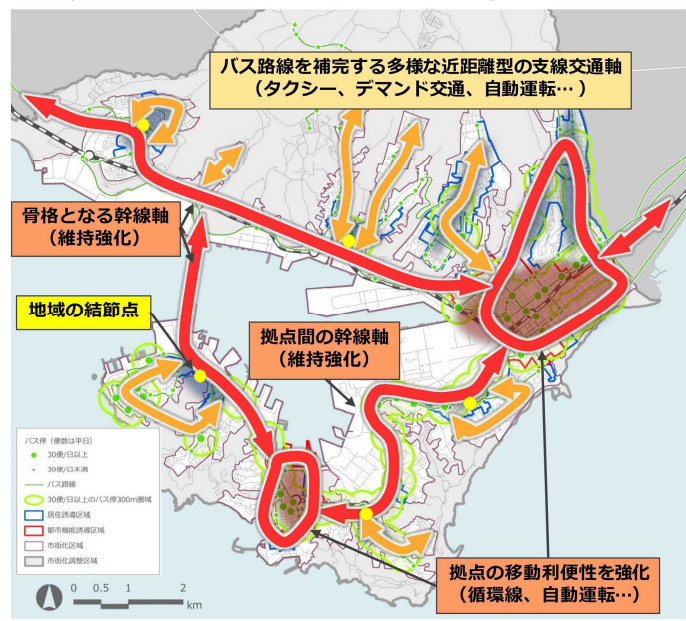 バス路線を補完する多様な近距離型の支線交通軸
（タクシー、デマンド交通、自動運転…）
骨格となる幹線軸
（維持強化）
地域の結節点
拠点間の幹線軸
（維持強化）
バス停（便数は平日）
30便/日以上
30便/日未満
バス路線
30便/日以上のバス停300m圏域
居住誘導区域
都市機能誘導区域
市街化区域
市街化調整区域
拠点の移動利便性を強化
（循環線、自動運転…）
0 0.5 1 2
km